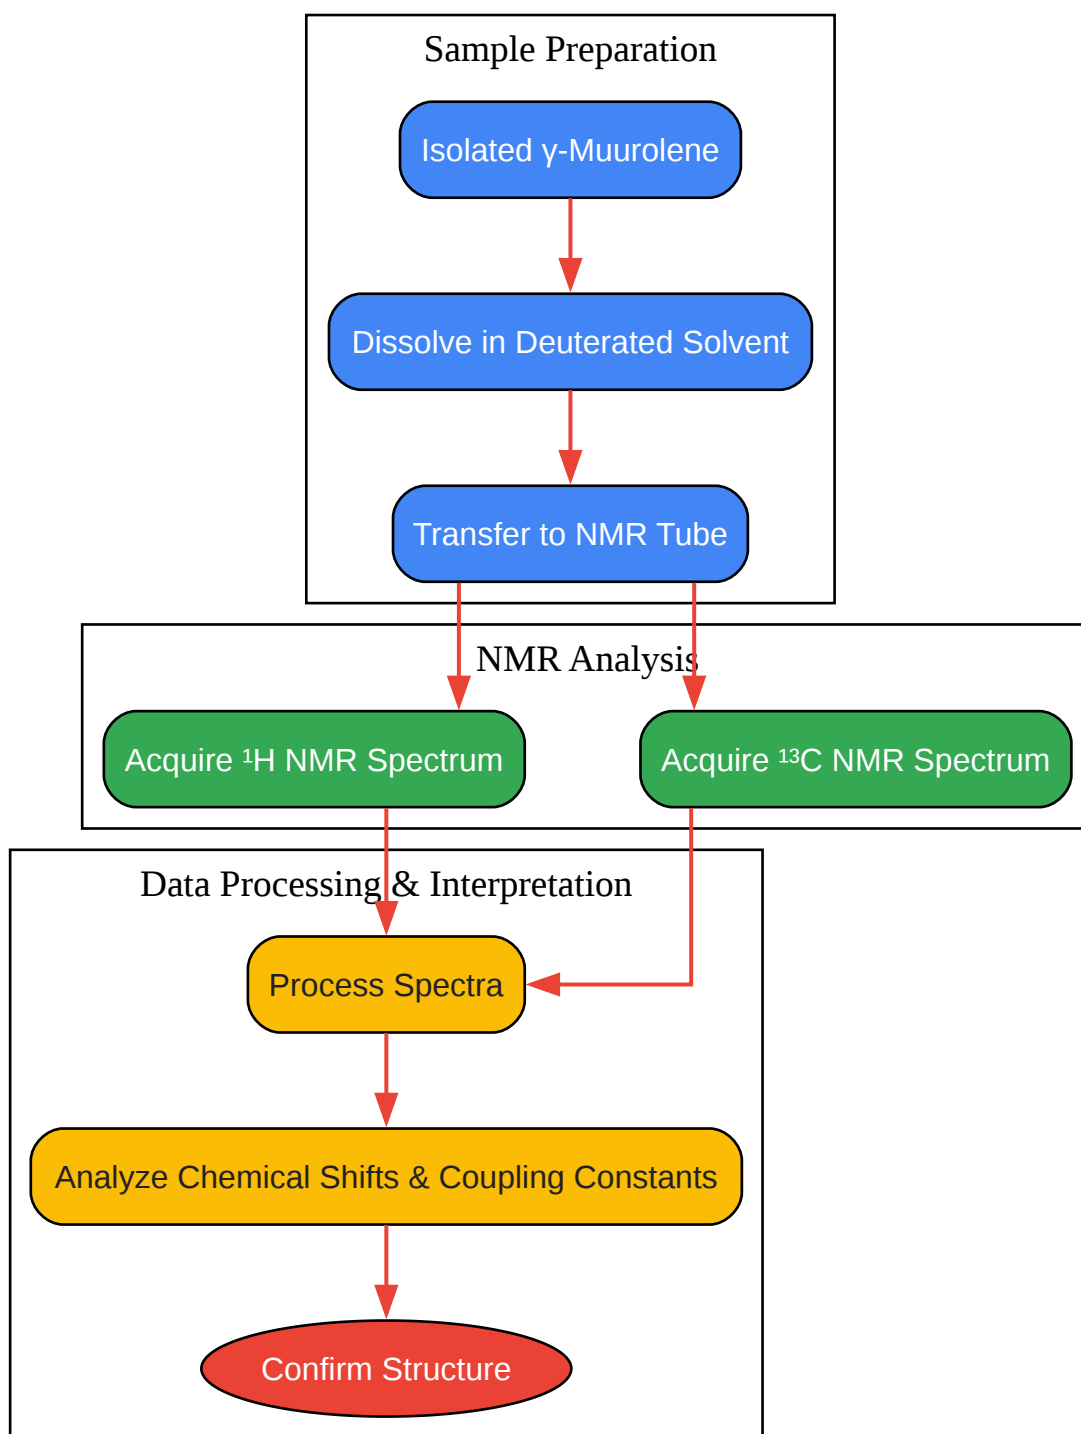 Sample Preparation
Isolated γ-Muurolene
Dissolve in Deuterated Solvent
Transfer to NMR Tube
NMR Analysis
Acquire ¹H NMR Spectrum
Acquire ¹³C NMR Spectrum
Data Processing & Interpretation
Process Spectra
Analyze Chemical Shifts & Coupling Constants
Confirm Structure